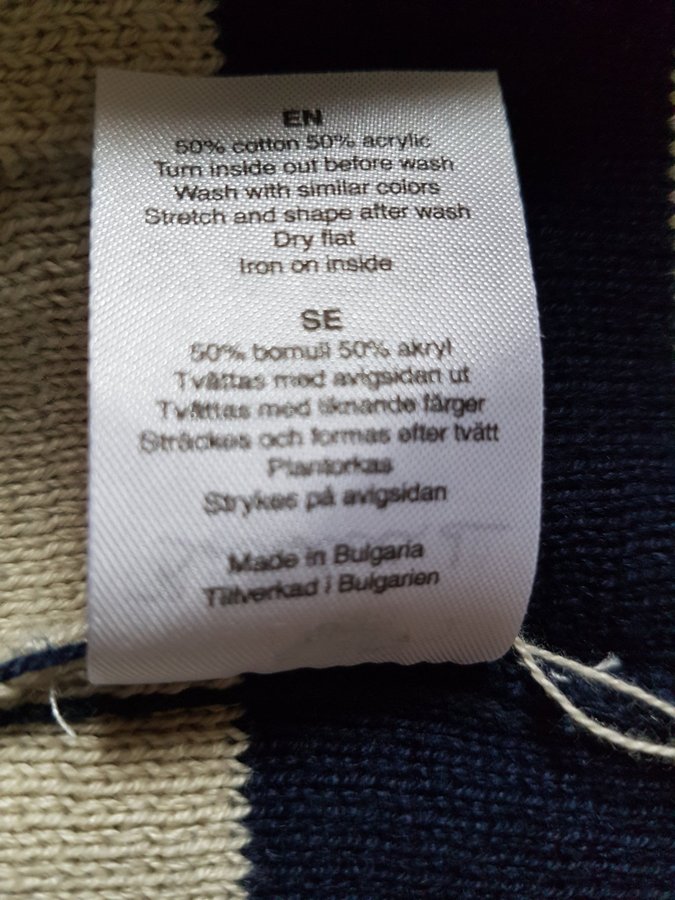 EN
50% cotton 50% acrylic
Turn inside out before wash
Wash with similar colors
Stretch and shape after wash
Dry flat
Iron on inside
SE
50% bomull 50% akryl
Tvättas med avigsidan ut
Tvättas med liknande färger
Sträckes och formas efter tvätt
Plantorkas
Strykes på avigsidan
Made in Bulgaria
Tillverkad i Bulgarien